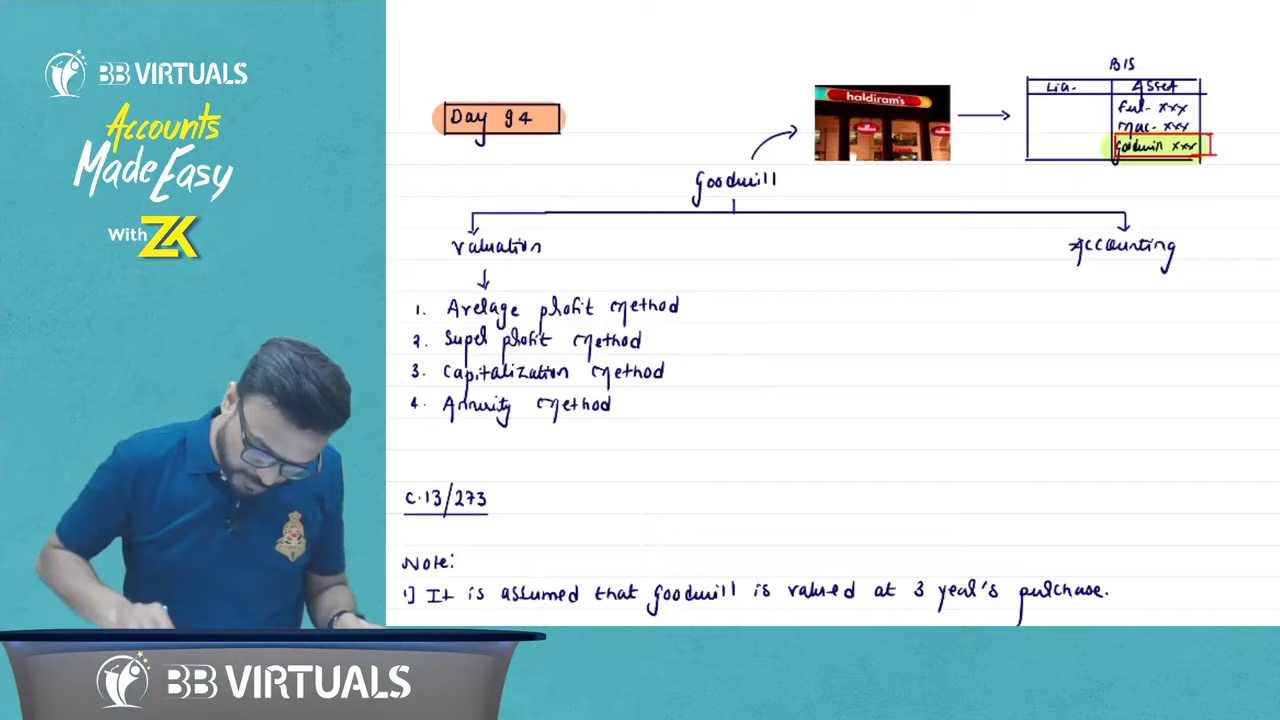 BB VIRTUALS
Accounts
Made Easy
With ZK
Day 94
haldiram's
B/S
Lia. Asset
Fur- xxx
Mac- xxx
Goodwill xxx
Goodwill
Valuation
Accounting
1. Average profit method
2. Super profit method
3. Capitalization method
4. Annuity method
C.13/273
Note:
1] It is assumed that Goodwill is valued at 3 year's purchase.
BB VIRTUALS